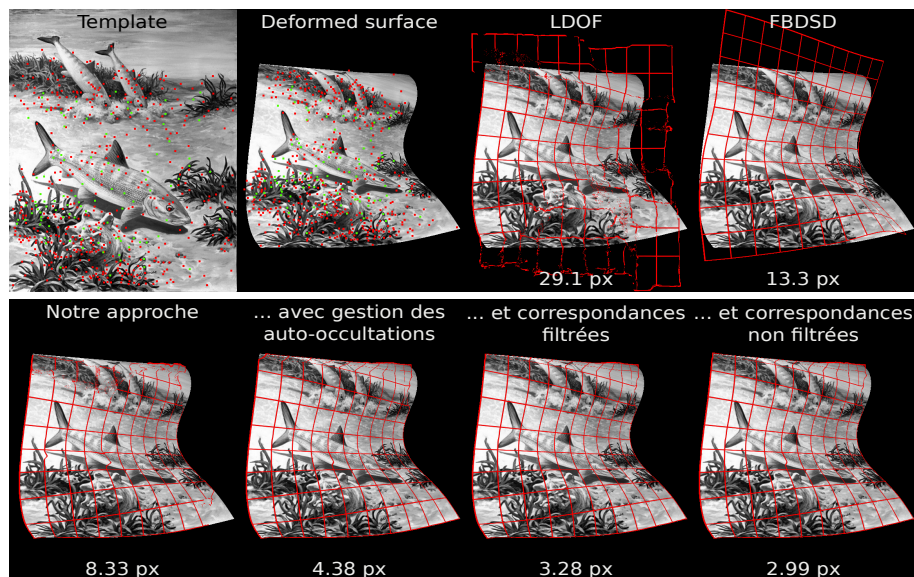 Template
Deformed surface
LDOF
FBDSD
29.1 px
13.3 px
Notre approche
... avec gestion des
auto-occultations
... et correspondances
filtrées
... et correspondances
non filtrées
8.33 px
4.38 px
3.28 px
2.99 px